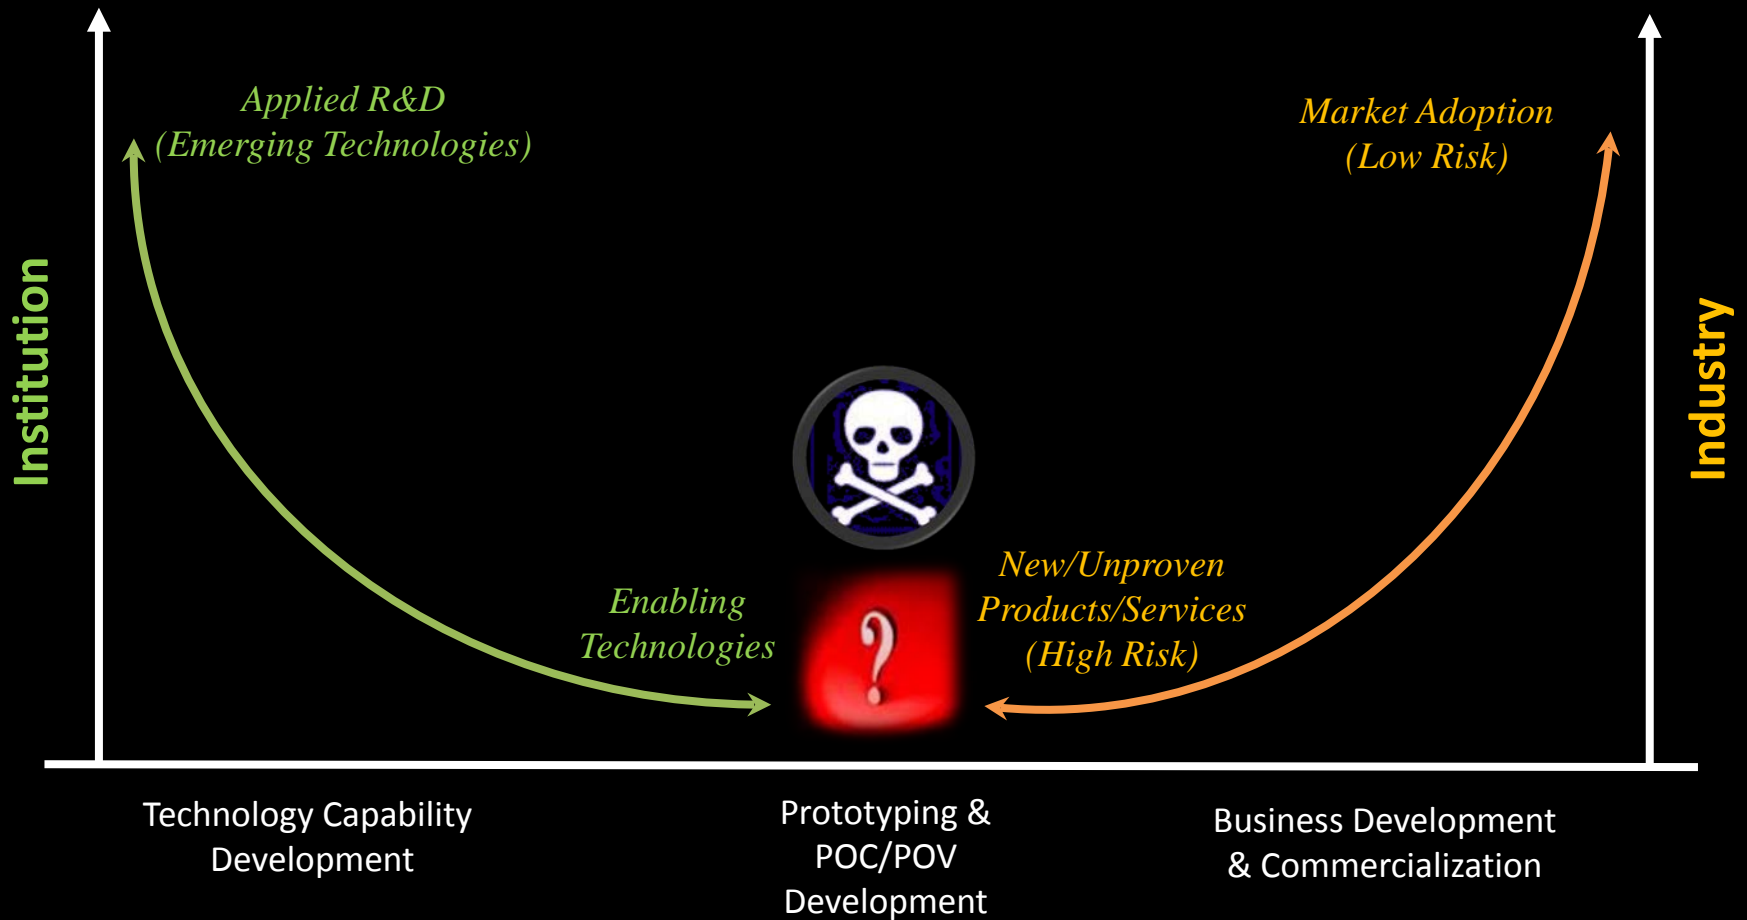 Applied R&D
(Emerging Technologies)
Market Adoption
(Low Risk)
Institution
Industry
Enabling
Technologies
?
New/Unproven
Products/Services
(High Risk)
Technology Capability
Development
Prototyping &
POC/POV
Development
Business Development
& Commercialization